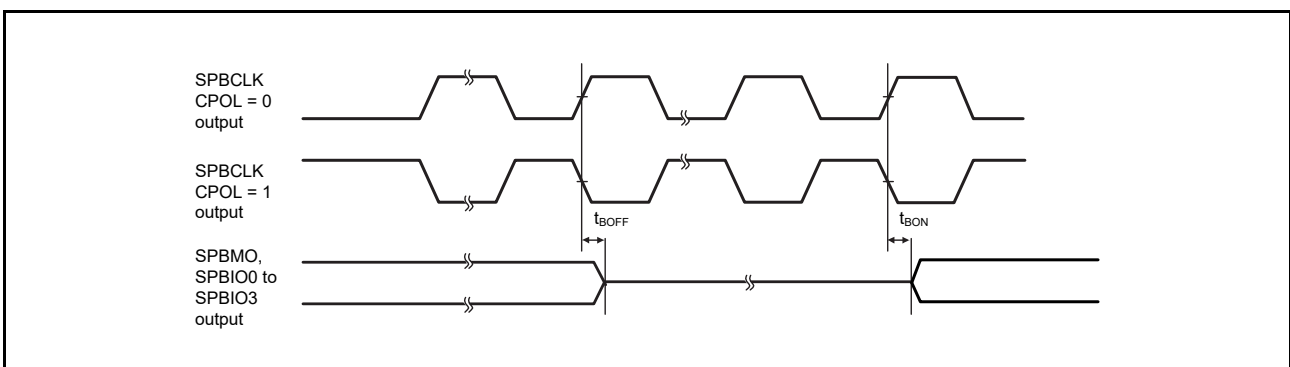 SPBCLK
CPOL = 0
output
SPBCLK
CPOL = 1
output
tBOFF
tBON
SPBMO,
SPBIO0 to
SPBIO3
output